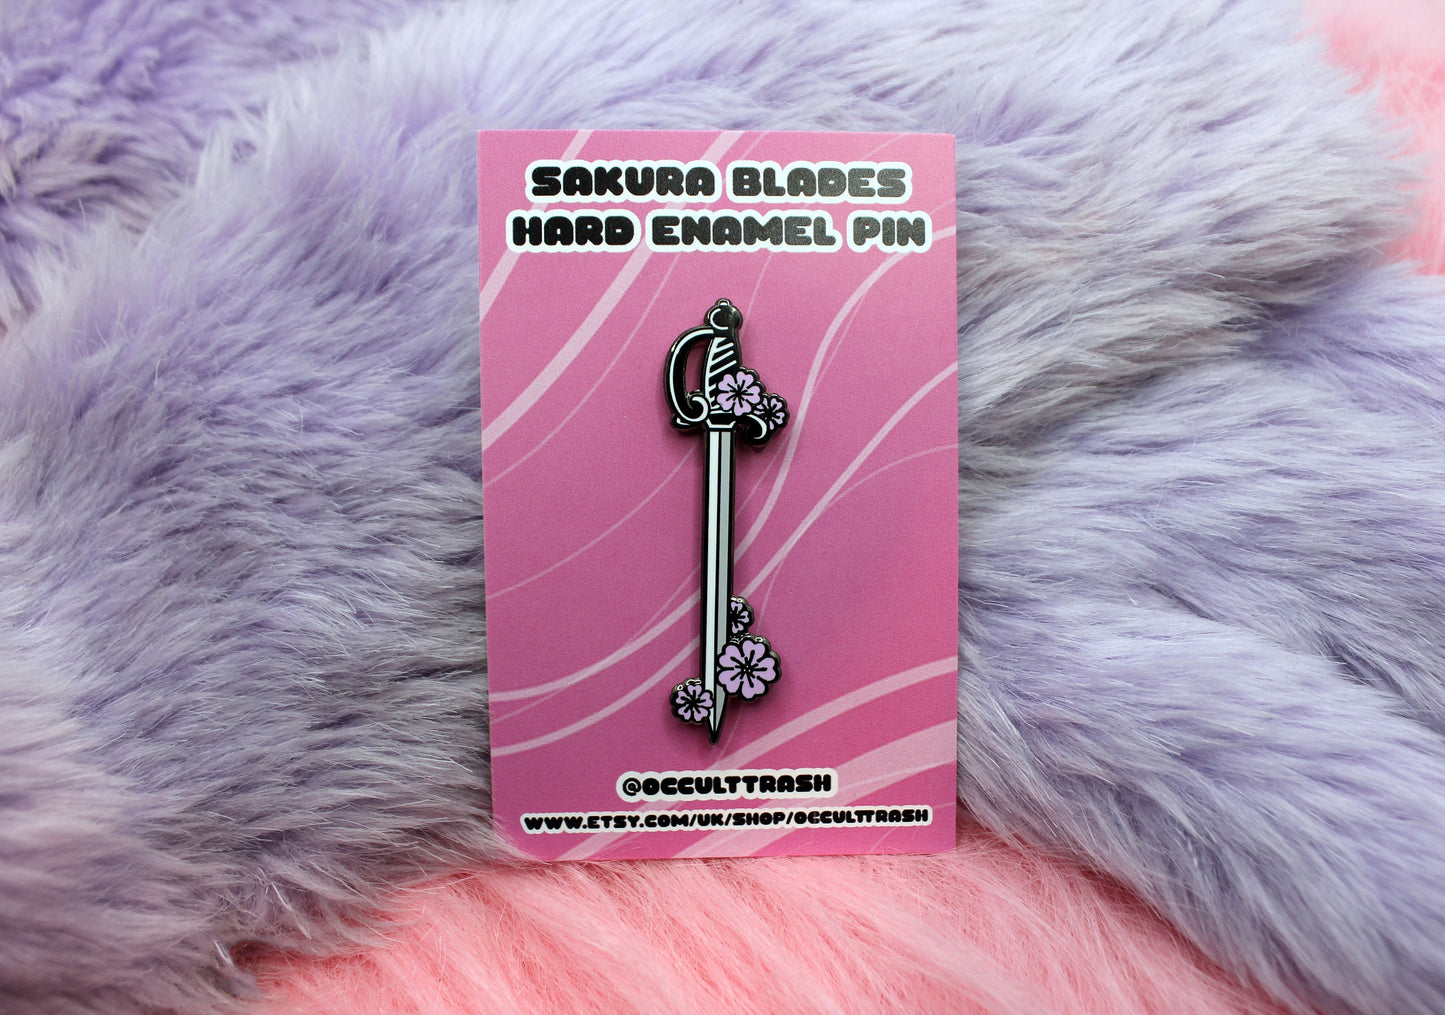 SAKURA BLADES
HARD ENAMEL PIN
@OCCULTTRASH
WWW.ETSY.COM/UK/SHOP/OCCULTTRASH